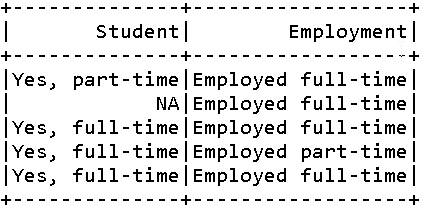 +---------------+------------------+
|        Student|        Employment|
+---------------+------------------+
|Yes, part-time|Employed full-time|
|            NA|Employed full-time|
|Yes, full-time|Employed full-time|
|Yes, full-time|Employed part-time|
|Yes, full-time|Employed full-time|
+---------------+------------------+